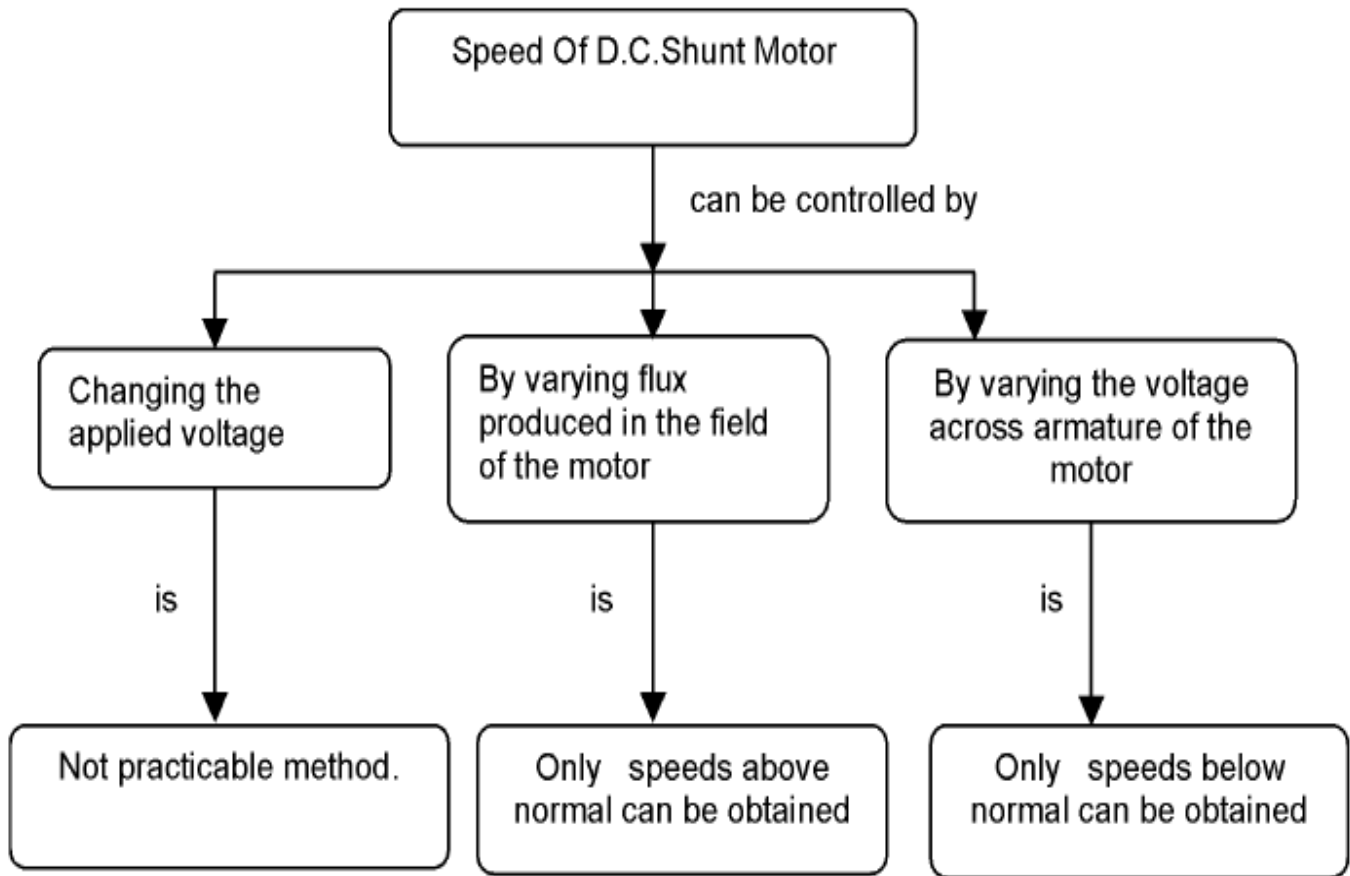 Speed Of D.C.Shunt Motor
can be controlled by
Changing the
applied voltage
By varying flux
produced in the field
of the motor
By varying the voltage
across armature of the
motor
is
is
is
Not practicable method.
Only speeds above
normal can be obtained
Only speeds below
normal can be obtained